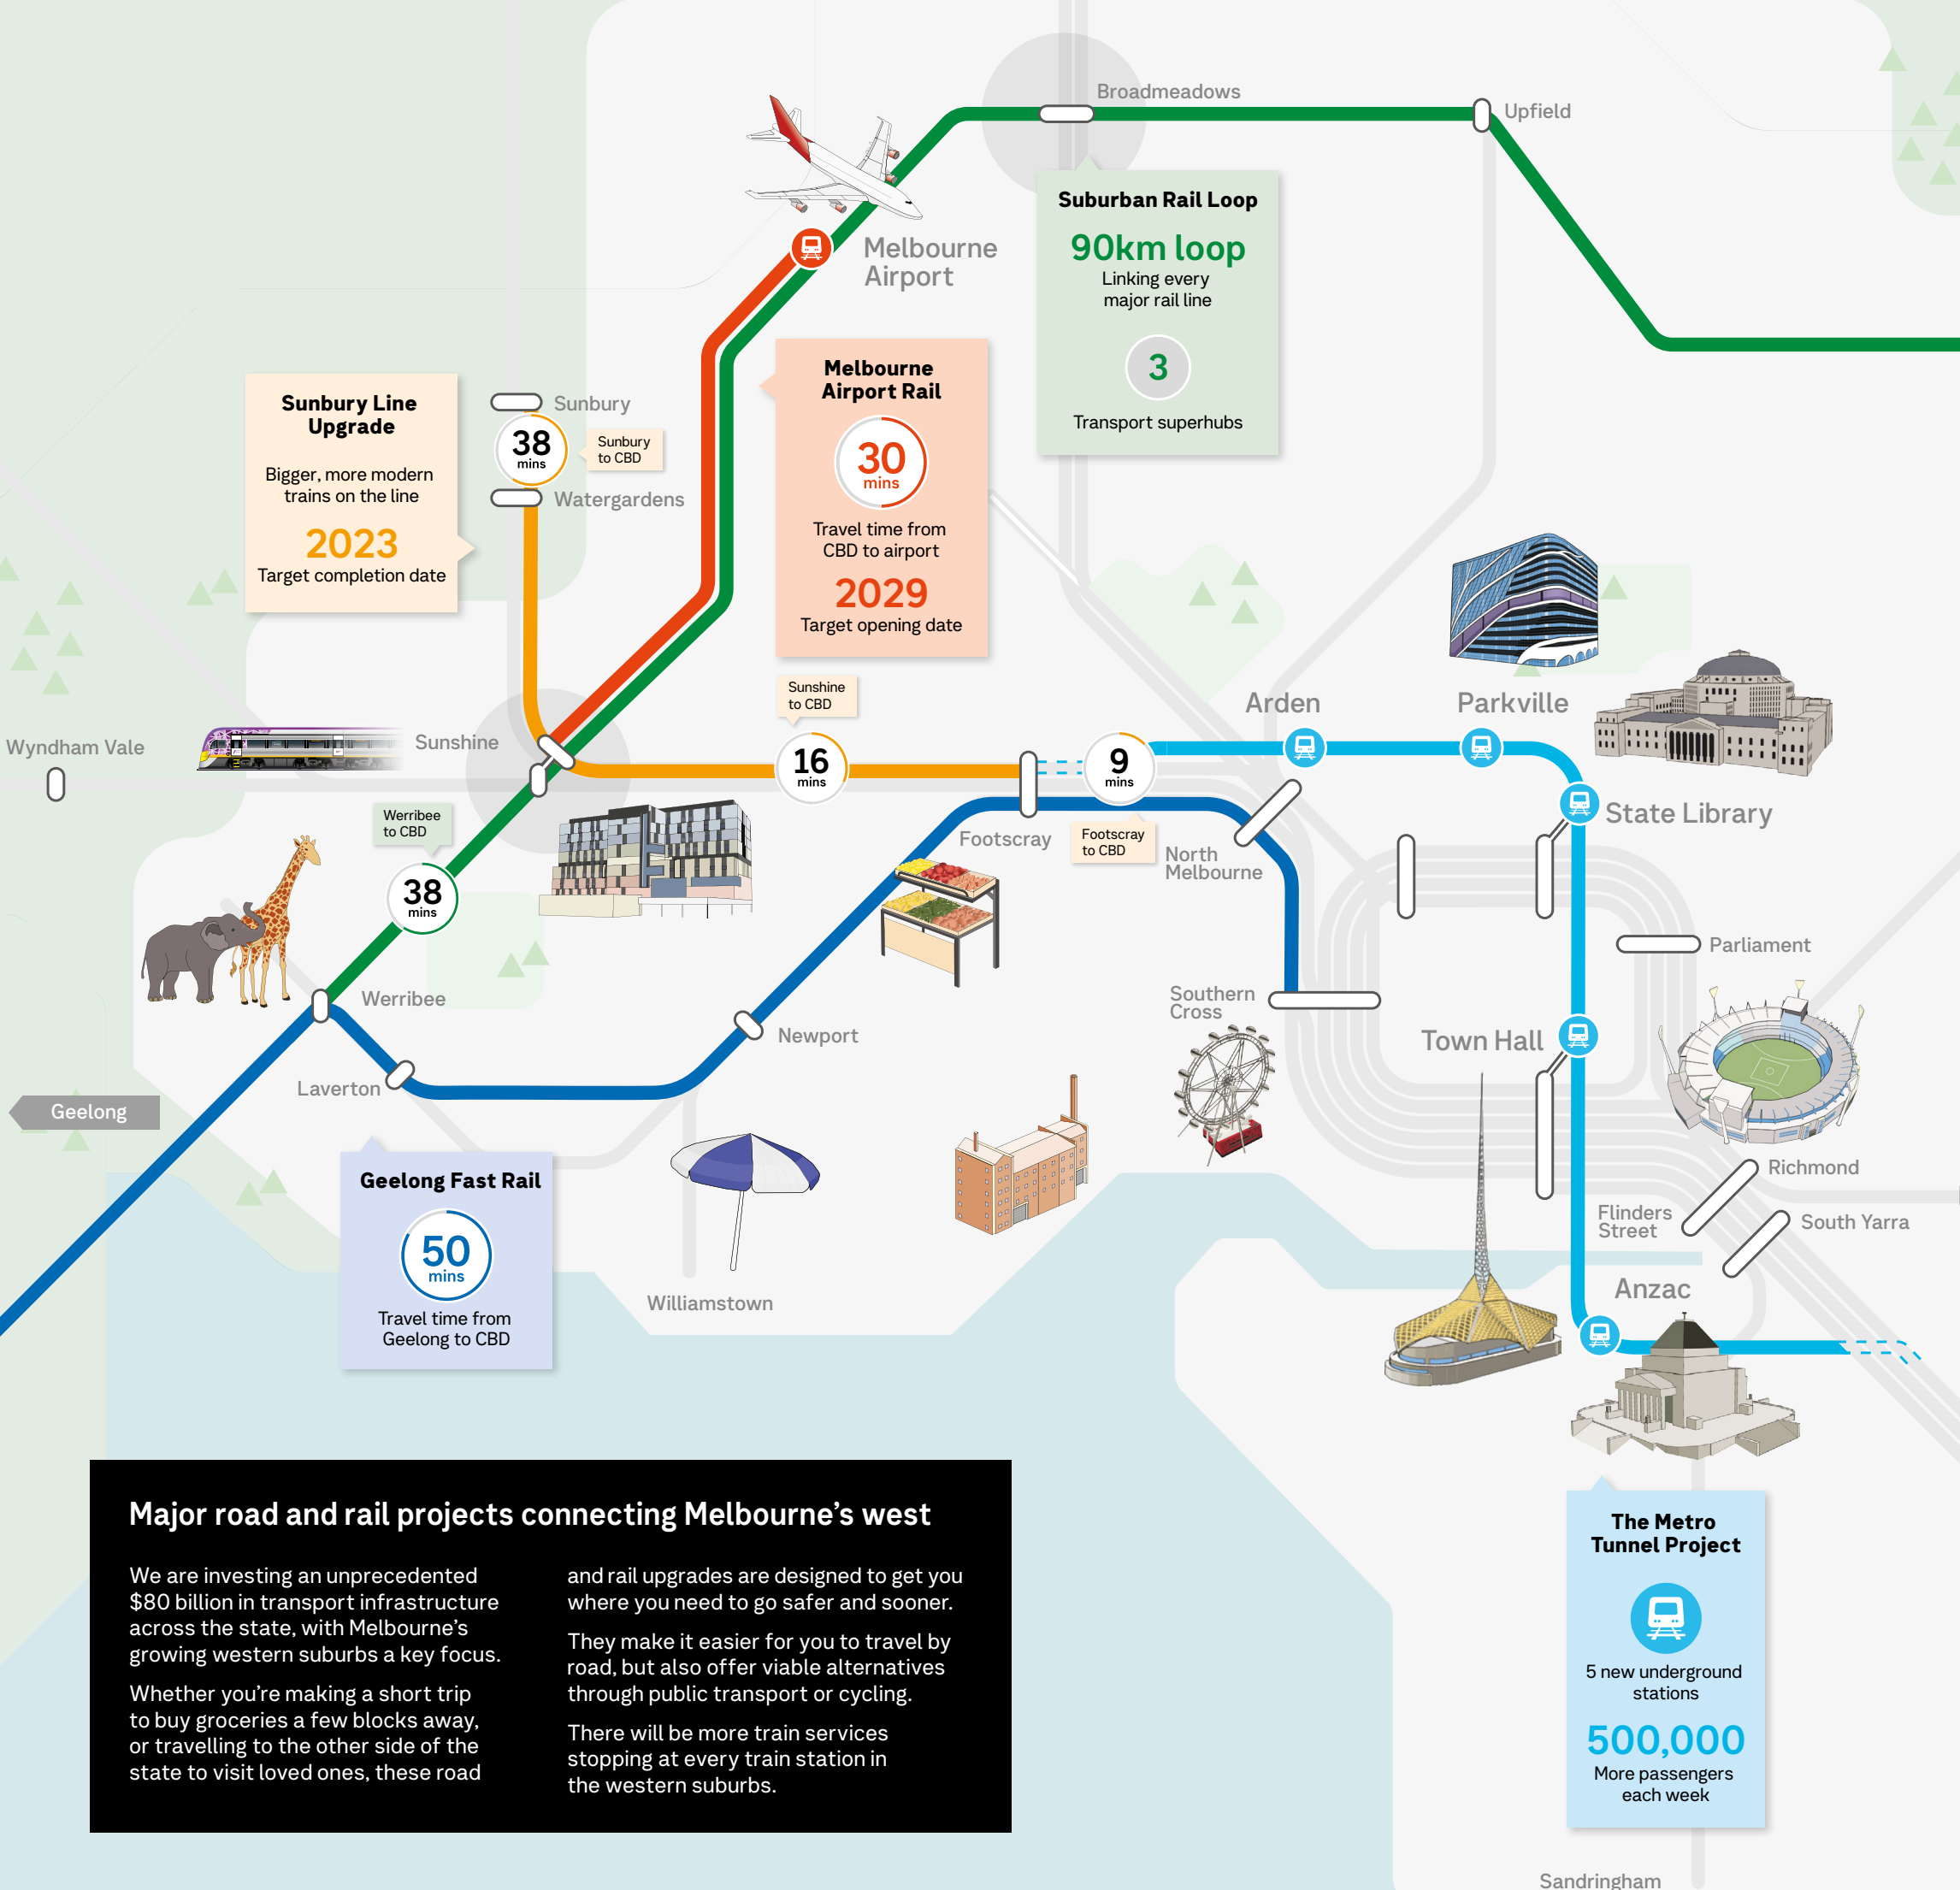 Broadmeadows
Upfield
Melbourne
Airport
Suburban Rail Loop
90km loop
Linking every
major rail line
3
Transport superhubs
Melbourne
Airport Rail
30
mins
Travel time from
CBD to airport
2029
Target opening date
Sunbury Line
Upgrade
Bigger, more modern
trains on the line
2023
Target completion date
Sunbury
38
mins
Sunbury
to CBD
Watergardens
Wyndham Vale
Sunshine
Sunshine
to CBD
16
mins
9
mins
Footscray
Footscray
to CBD
Arden
Parkville
State Library
North
Melbourne
Werribee
to CBD
38
mins
Werribee
Parliament
Southern
Cross
Newport
Town Hall
Laverton
Geelong
Geelong Fast Rail
50
mins
Travel time from
Geelong to CBD
Williamstown
Richmond
Flinders
Street
South Yarra
Anzac
Major road and rail projects connecting Melbourne’s west
We are investing an unprecedented
$80 billion in transport infrastructure
across the state, with Melbourne’s
growing western suburbs a key focus.
Whether you’re making a short trip
to buy groceries a few blocks away,
or travelling to the other side of the
state to visit loved ones, these road
and rail upgrades are designed to get you
where you need to go safer and sooner.
They make it easier for you to travel by
road, but also offer viable alternatives
through public transport or cycling.
There will be more train services
stopping at every train station in
the western suburbs.
The Metro
Tunnel Project
5 new underground
stations
500,000
More passengers
each week
Sandringham